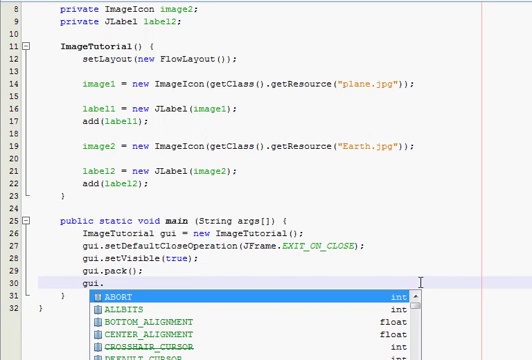 8 private ImageIcon image2;
9 private JLabel label2;
10
11 ImageTutorial() {
12 setLayout(new FlowLayout());
13
14 image1 = new ImageIcon(getClass().getResource("plane.jpg"));
15
16 label1 = new JLabel(image1);
17 add(label1);
18
19 image2 = new ImageIcon(getClass().getResource("Earth.jpg"));
20
21 label2 = new JLabel(image2);
22 add(label2);
23 }
24
25 public static void main (String args[]) {
26 ImageTutorial gui = new ImageTutorial();
27 gui.setDefaultCloseOperation(JFrame.EXIT_ON_CLOSE);
28 gui.setVisible(true);
29 gui.pack();
30 gui.
31 }
32 }
ABORT int
ALLBITS int
BOTTOM_ALIGNMENT float
CENTER_ALIGNMENT float
CROSSHAIR_CURSOR int
DEFAULT_CURSOR int